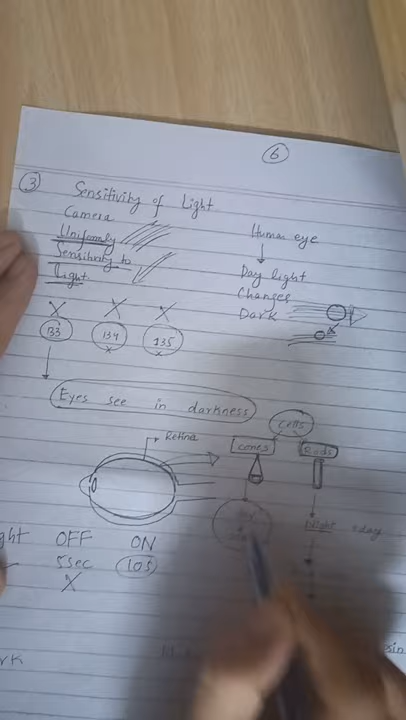 6
3 Sensitivity of Light
Camera
Uniformly
Sensitivity to
Light
Human eye
Day light
Changes
Dark
133 134 135
Eyes see in darkness
Cells
Cones Rods
Retina
OFF ON
5sec 10s